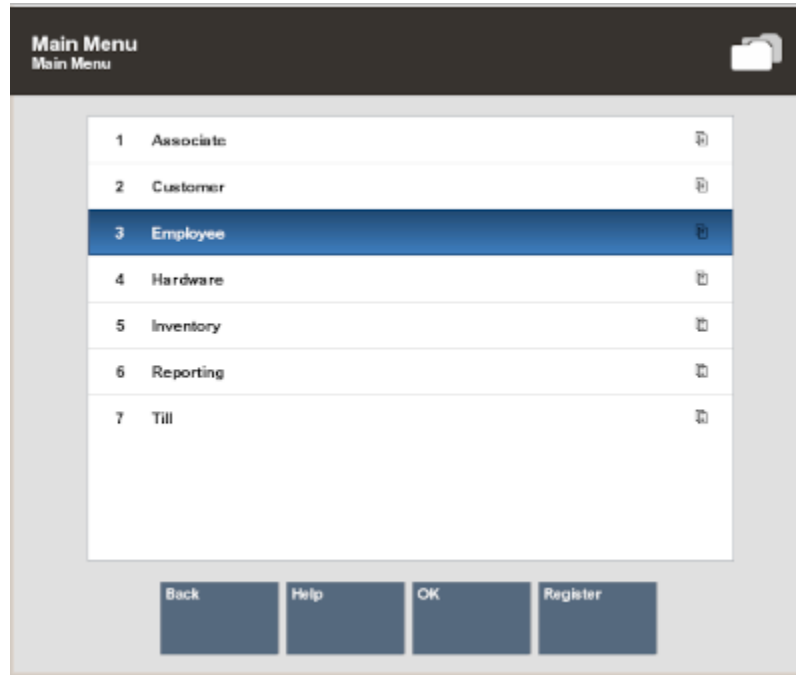 Main Menu
Main Menu
1 Associate
2 Customer
3 Employee
4 Hardware
5 Inventory
6 Reporting
7 Till
Back Help OK Register